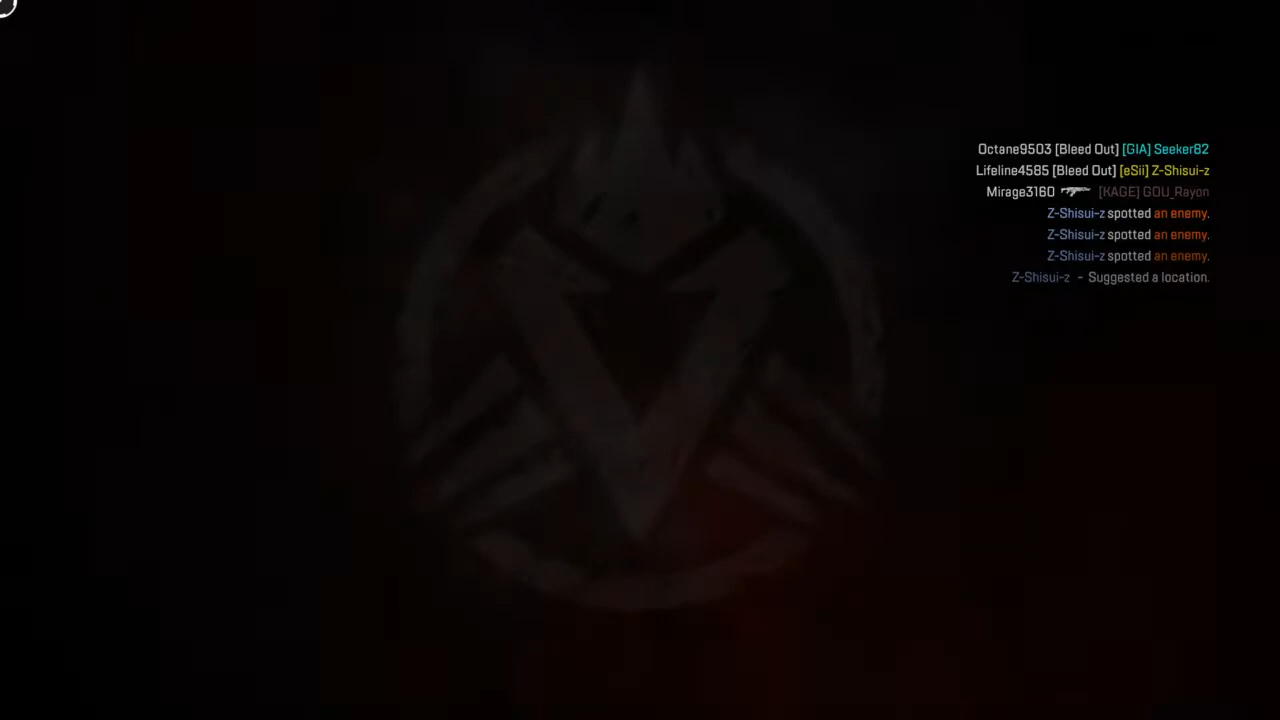 Octane9503 [Bleed Out] [GIA] Seeker82
Lifeline4585 [Bleed Out] [eSii] Z-Shisui-z
Mirage3160 [KAGE] GOU_Rayon
Z-Shisui-z spotted an enemy.
Z-Shisui-z spotted an enemy.
Z-Shisui-z spotted an enemy.
Z-Shisui-z - Suggested a location.